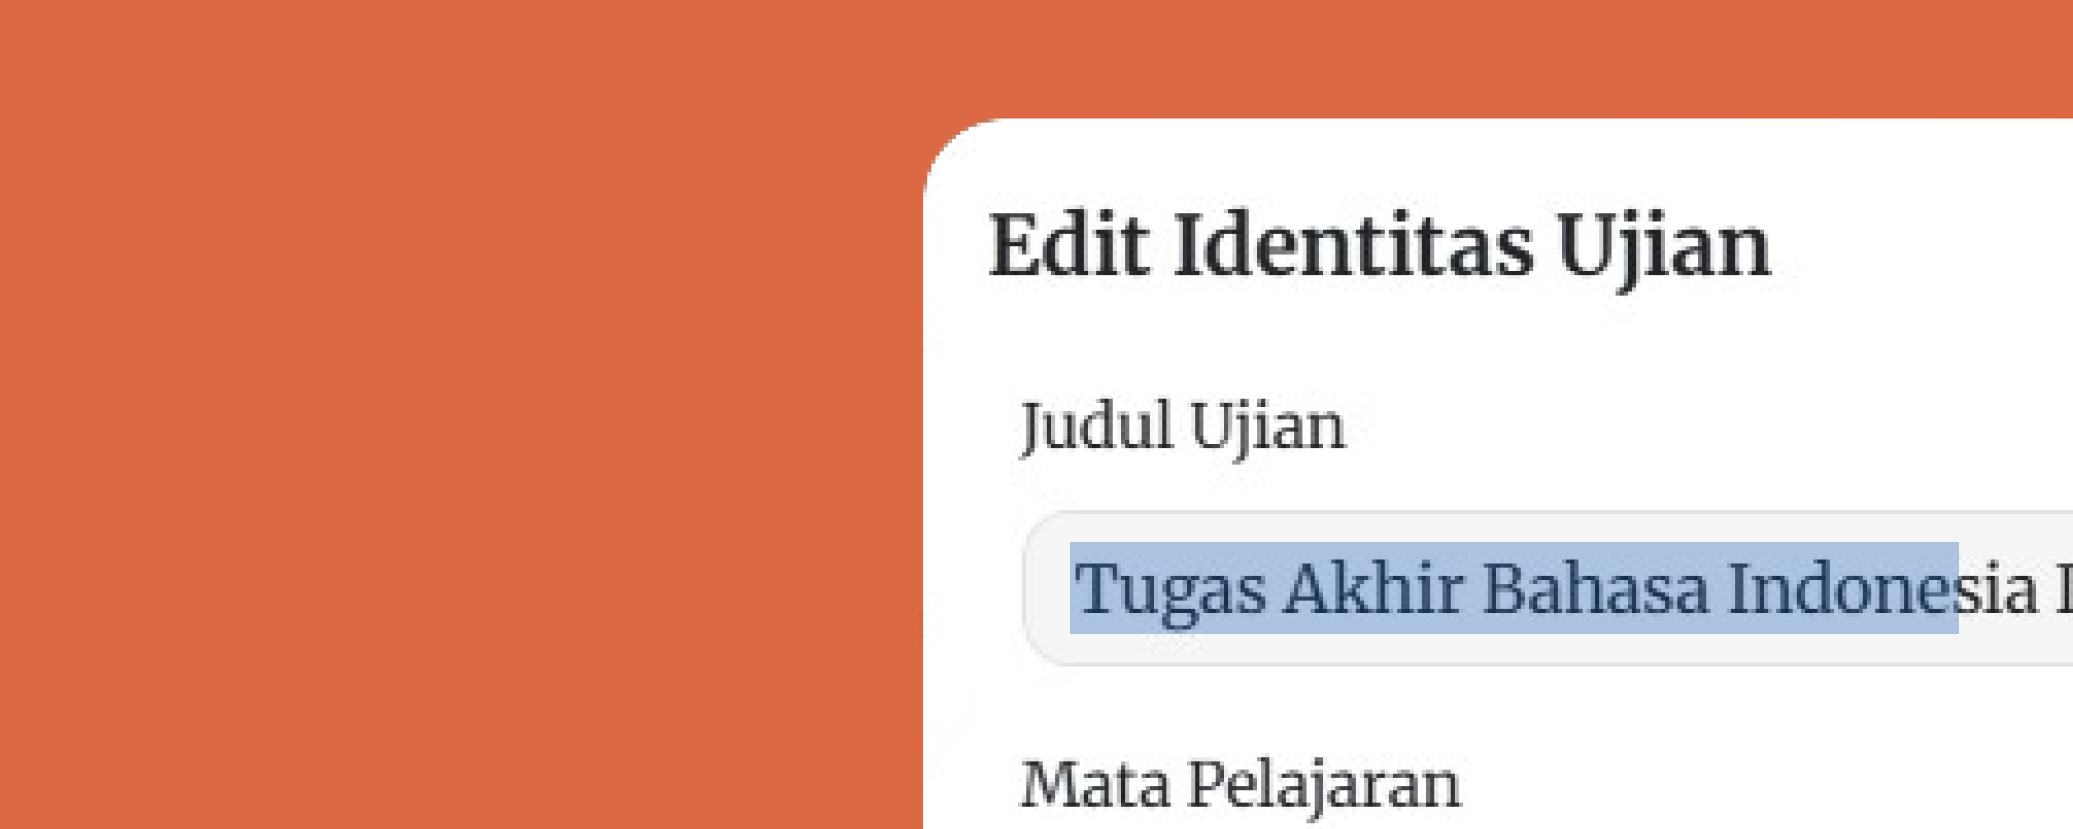 Edit Identitas Ujian
Judul Ujian
Tugas Akhir Bahasa Indonesia
Mata Pelajaran